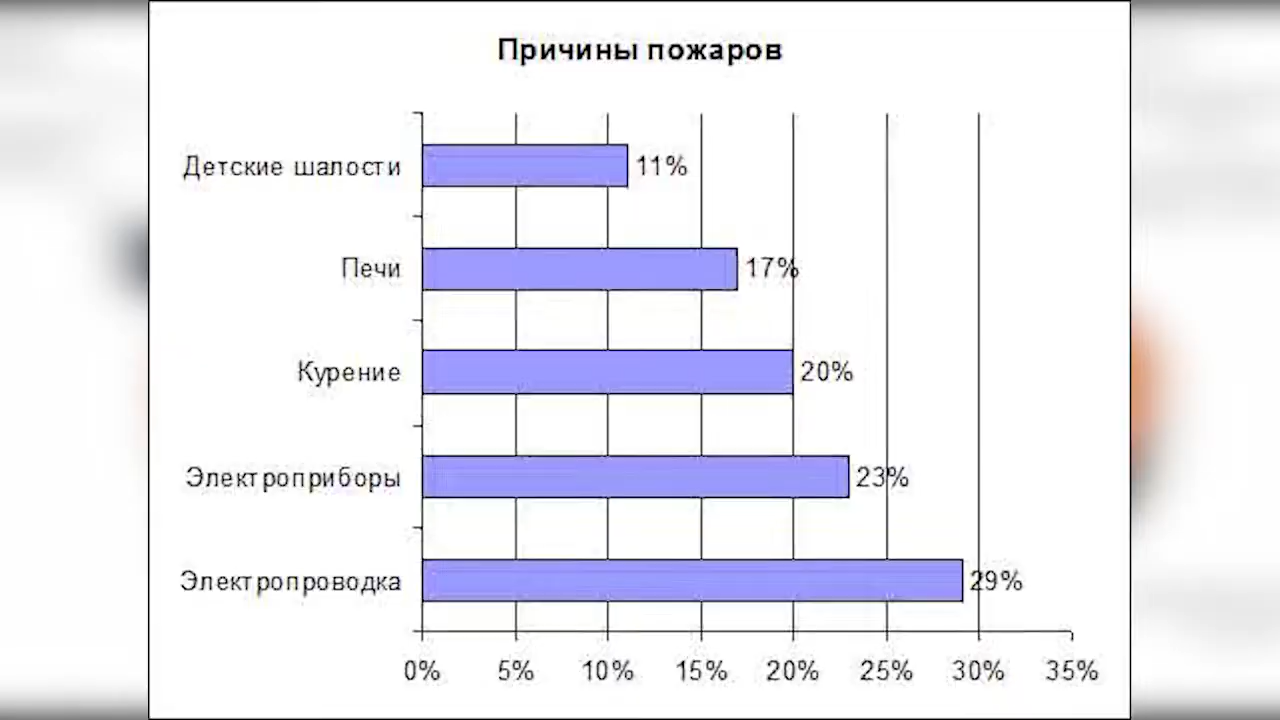 Причины пожаров
Детские шалости
11%
Печи
17%
Курение
20%
Электроприборы
23%
Электропроводка
29%
0% 5% 10% 15% 20% 25% 30% 35%